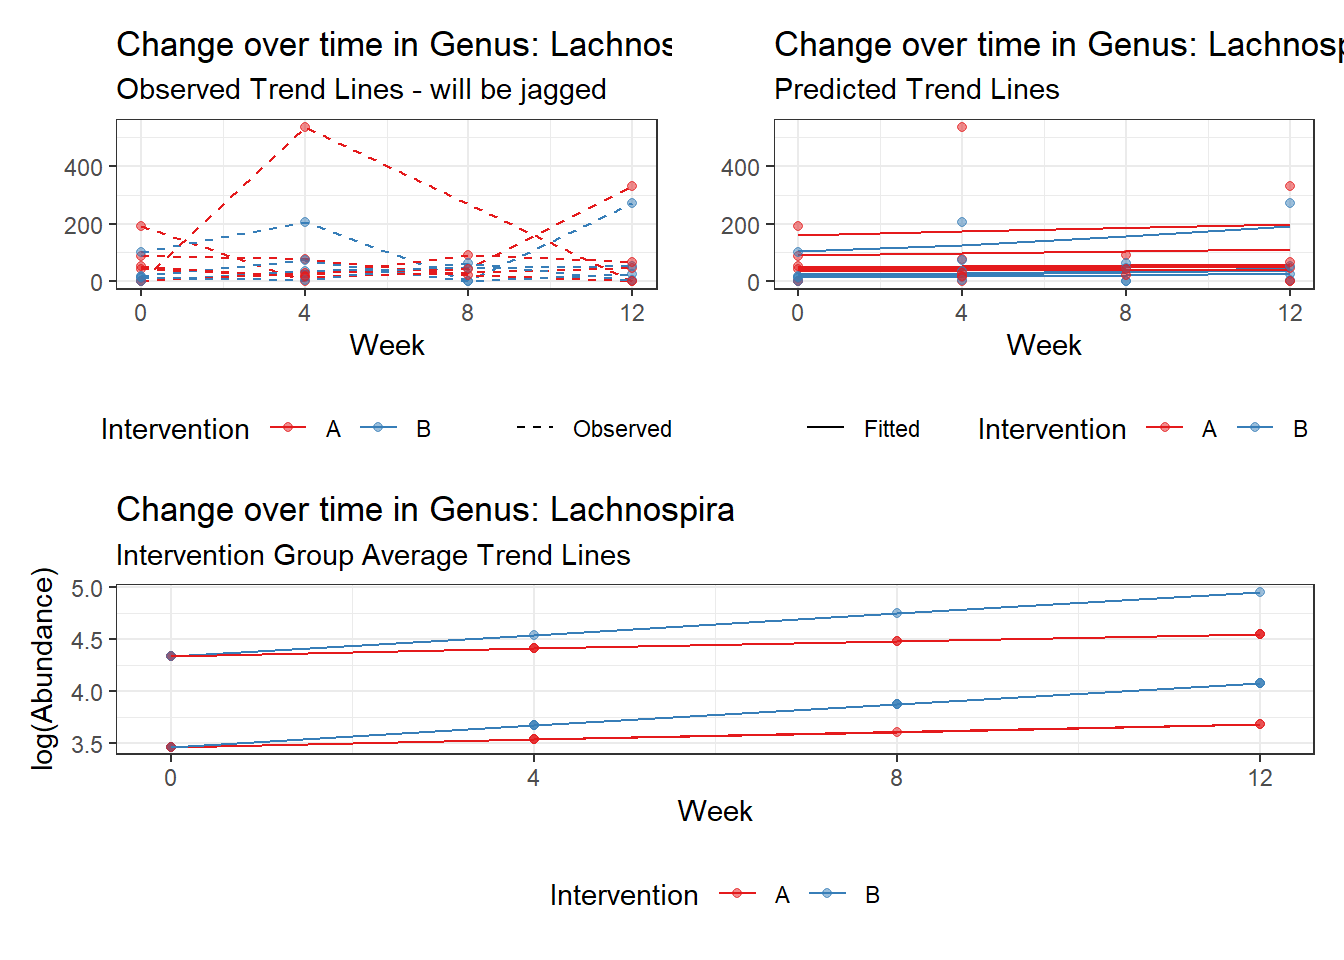 Change over time in Genus: Lachnos
Observed Trend Lines - will be jagged
400
200
0
0 4 8 12
Week
Intervention A B Observed
Change over time in Genus: Lachnosp
Predicted Trend Lines
400
200
0
0 4 8 12
Week
Fitted Intervention A B
Change over time in Genus: Lachnospira
Intervention Group Average Trend Lines
log(Abundance)
5.0
4.5
4.0
3.5
0 4 8 12
Week
Intervention A B